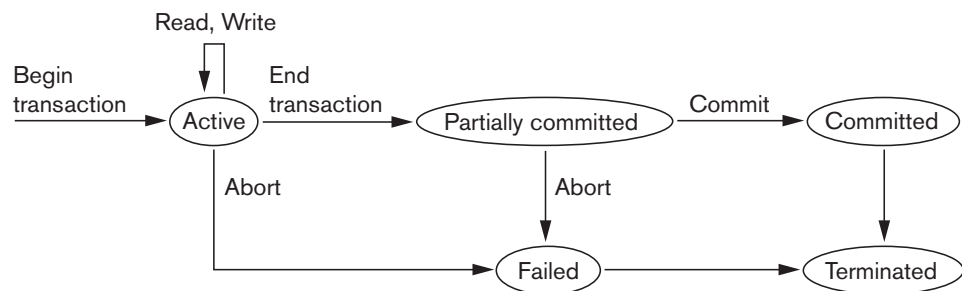 Read, Write
Begin
transaction
End
transaction
Active
Partially committed
Commit
Committed
Abort
Abort
Failed
Terminated